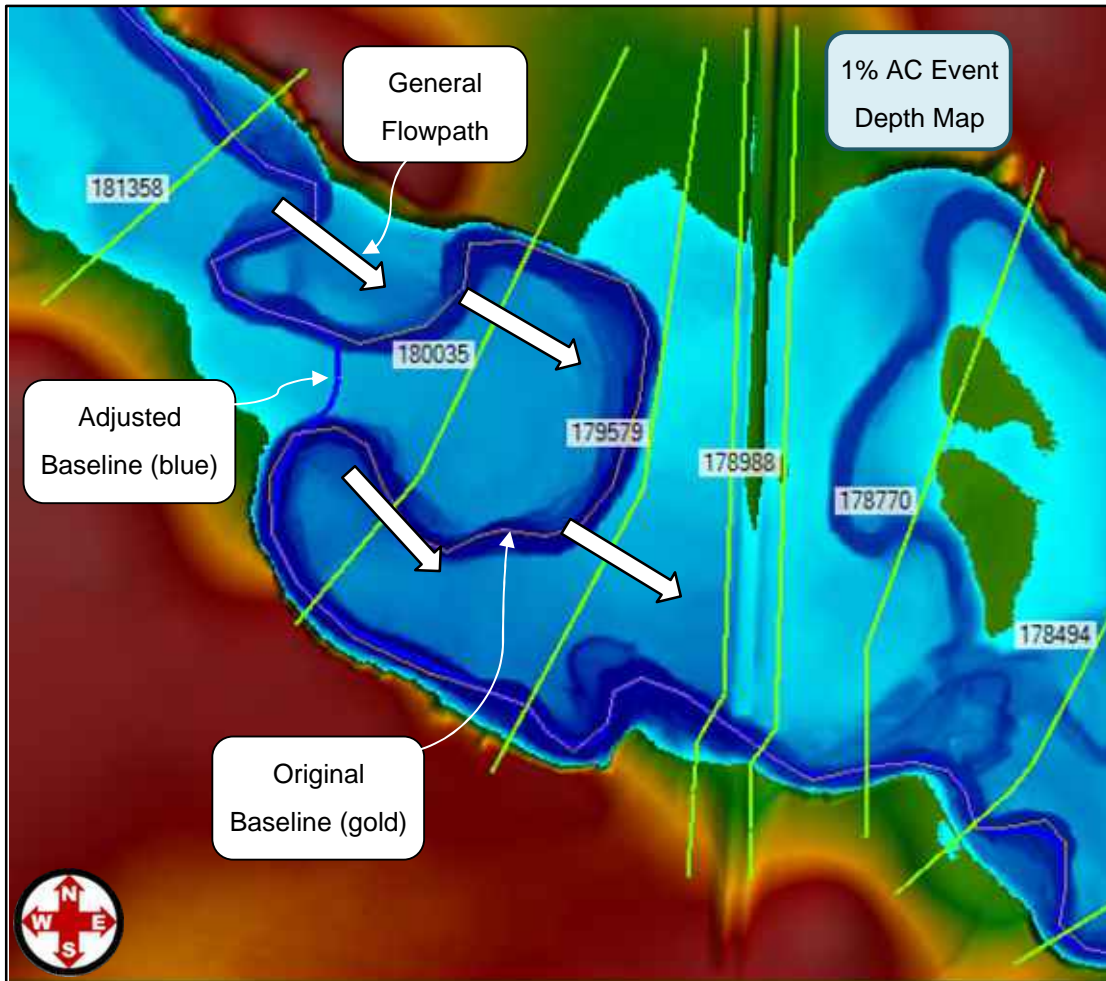 General
Flowpath
1% AC Event
Depth Map
181358
180035
Adjusted
Baseline (blue)
179579
178988
178770
178494
Original
Baseline (gold)
N
W E
S